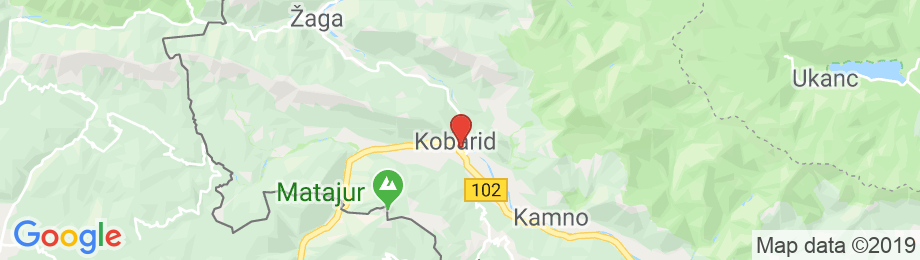 Žaga
Ukanc
Kobarid
Matajur
102
Kamno
Google
Map data ©2019